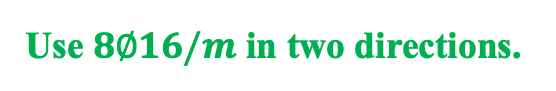 Use 8∅16/m in two directions.